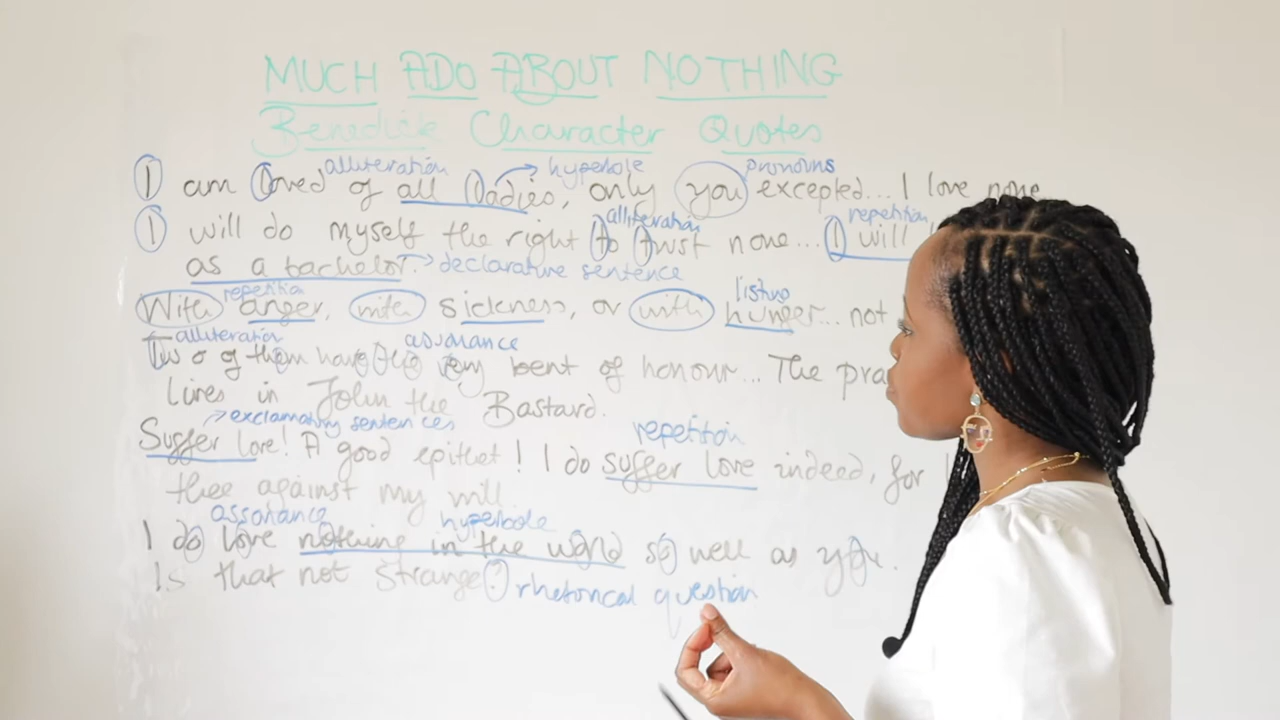 MUCH ADO ABOUT NOTHING
Benedick Character Quotes
alliteration hyperbole pronouns
I am loved of all ladies, only you excepted... I love none...
alliteration repetition
I will do myself the right to trust none... I will
as a bachelor. declarative sentence
repetition listing
With anger, with sickness, or with hunger... not
alliteration assonance
Two of them have the very bent of honour... The
Lives in John the Bastard.
exclamatory sentences
repetition
Suffer love! A good epithet! I do suffer love indeed, for I
thee against my will.
assonance hyperbole
I do love nothing in the world so well as you.
Is that not strange? rhetorical question